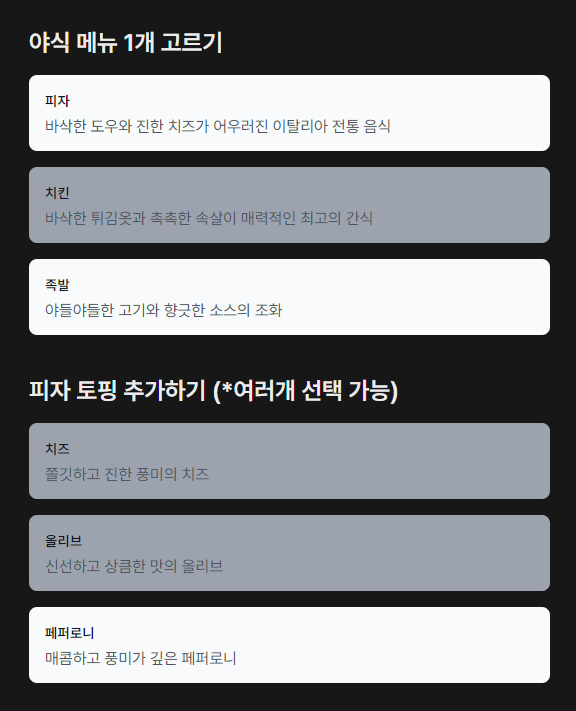 야식 메뉴 1개 고르기
피자
바삭한 도우와 진한 치즈가 어우러진 이탈리아 전통 음식
치킨
바삭한 튀김옷과 촉촉한 속살이 매력적인 최고의 간식
족발
야들야들한 고기와 향긋한 소스의 조화
피자 토핑 추가하기 (*여러개 선택 가능)
치즈
쫄깃하고 진한 풍미의 치즈
올리브
신선하고 상큼한 맛의 올리브
페퍼로니
매콤하고 풍미가 깊은 페퍼로니